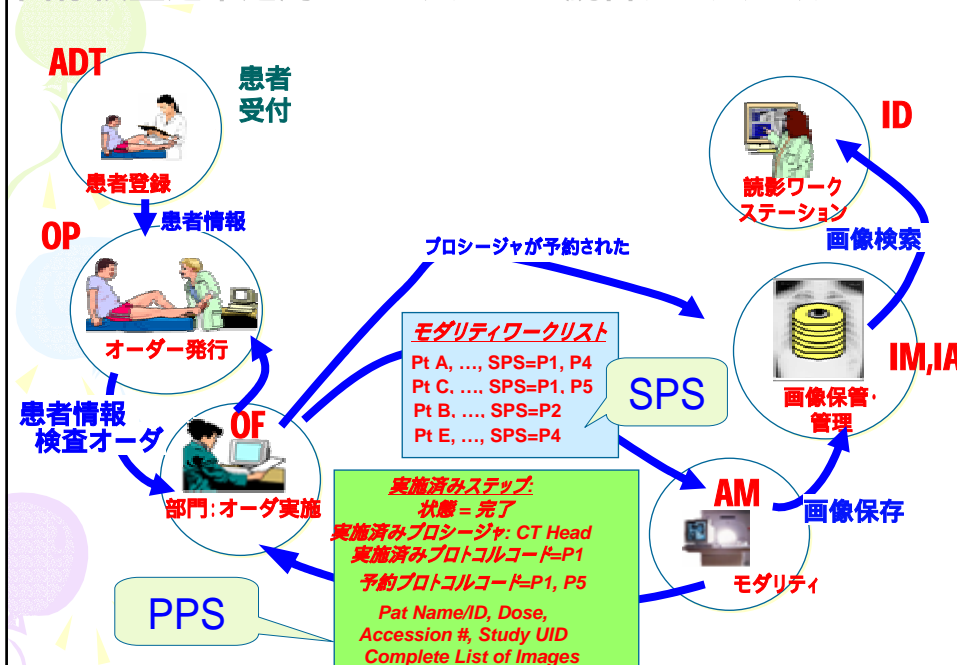 ADT
患者
受付
患者登録
患者情報
OP
オーダー発行
患者情報
検査オーダ
OF
部門:オーダ実施
プロシージャが予約された
モダリティワークリスト
Pt A, …, SPS=P1, P4
Pt C, …, SPS=P1, P5
Pt B, …, SPS=P2
Pt E, …, SPS=P4
SPS
実施済みステップ:
状態 = 完了
実施済みプロシージャ: CT Head
実施済みプロトコルコード=P1
予約プロトコルコード=P1, P5
Pat Name/ID, Dose,
Accession #, Study UID
Complete List of Images
PPS
ID
読影ワーク
ステーション
画像検索
IM,IA
画像保管・
管理
AM
画像保存
モダリティ